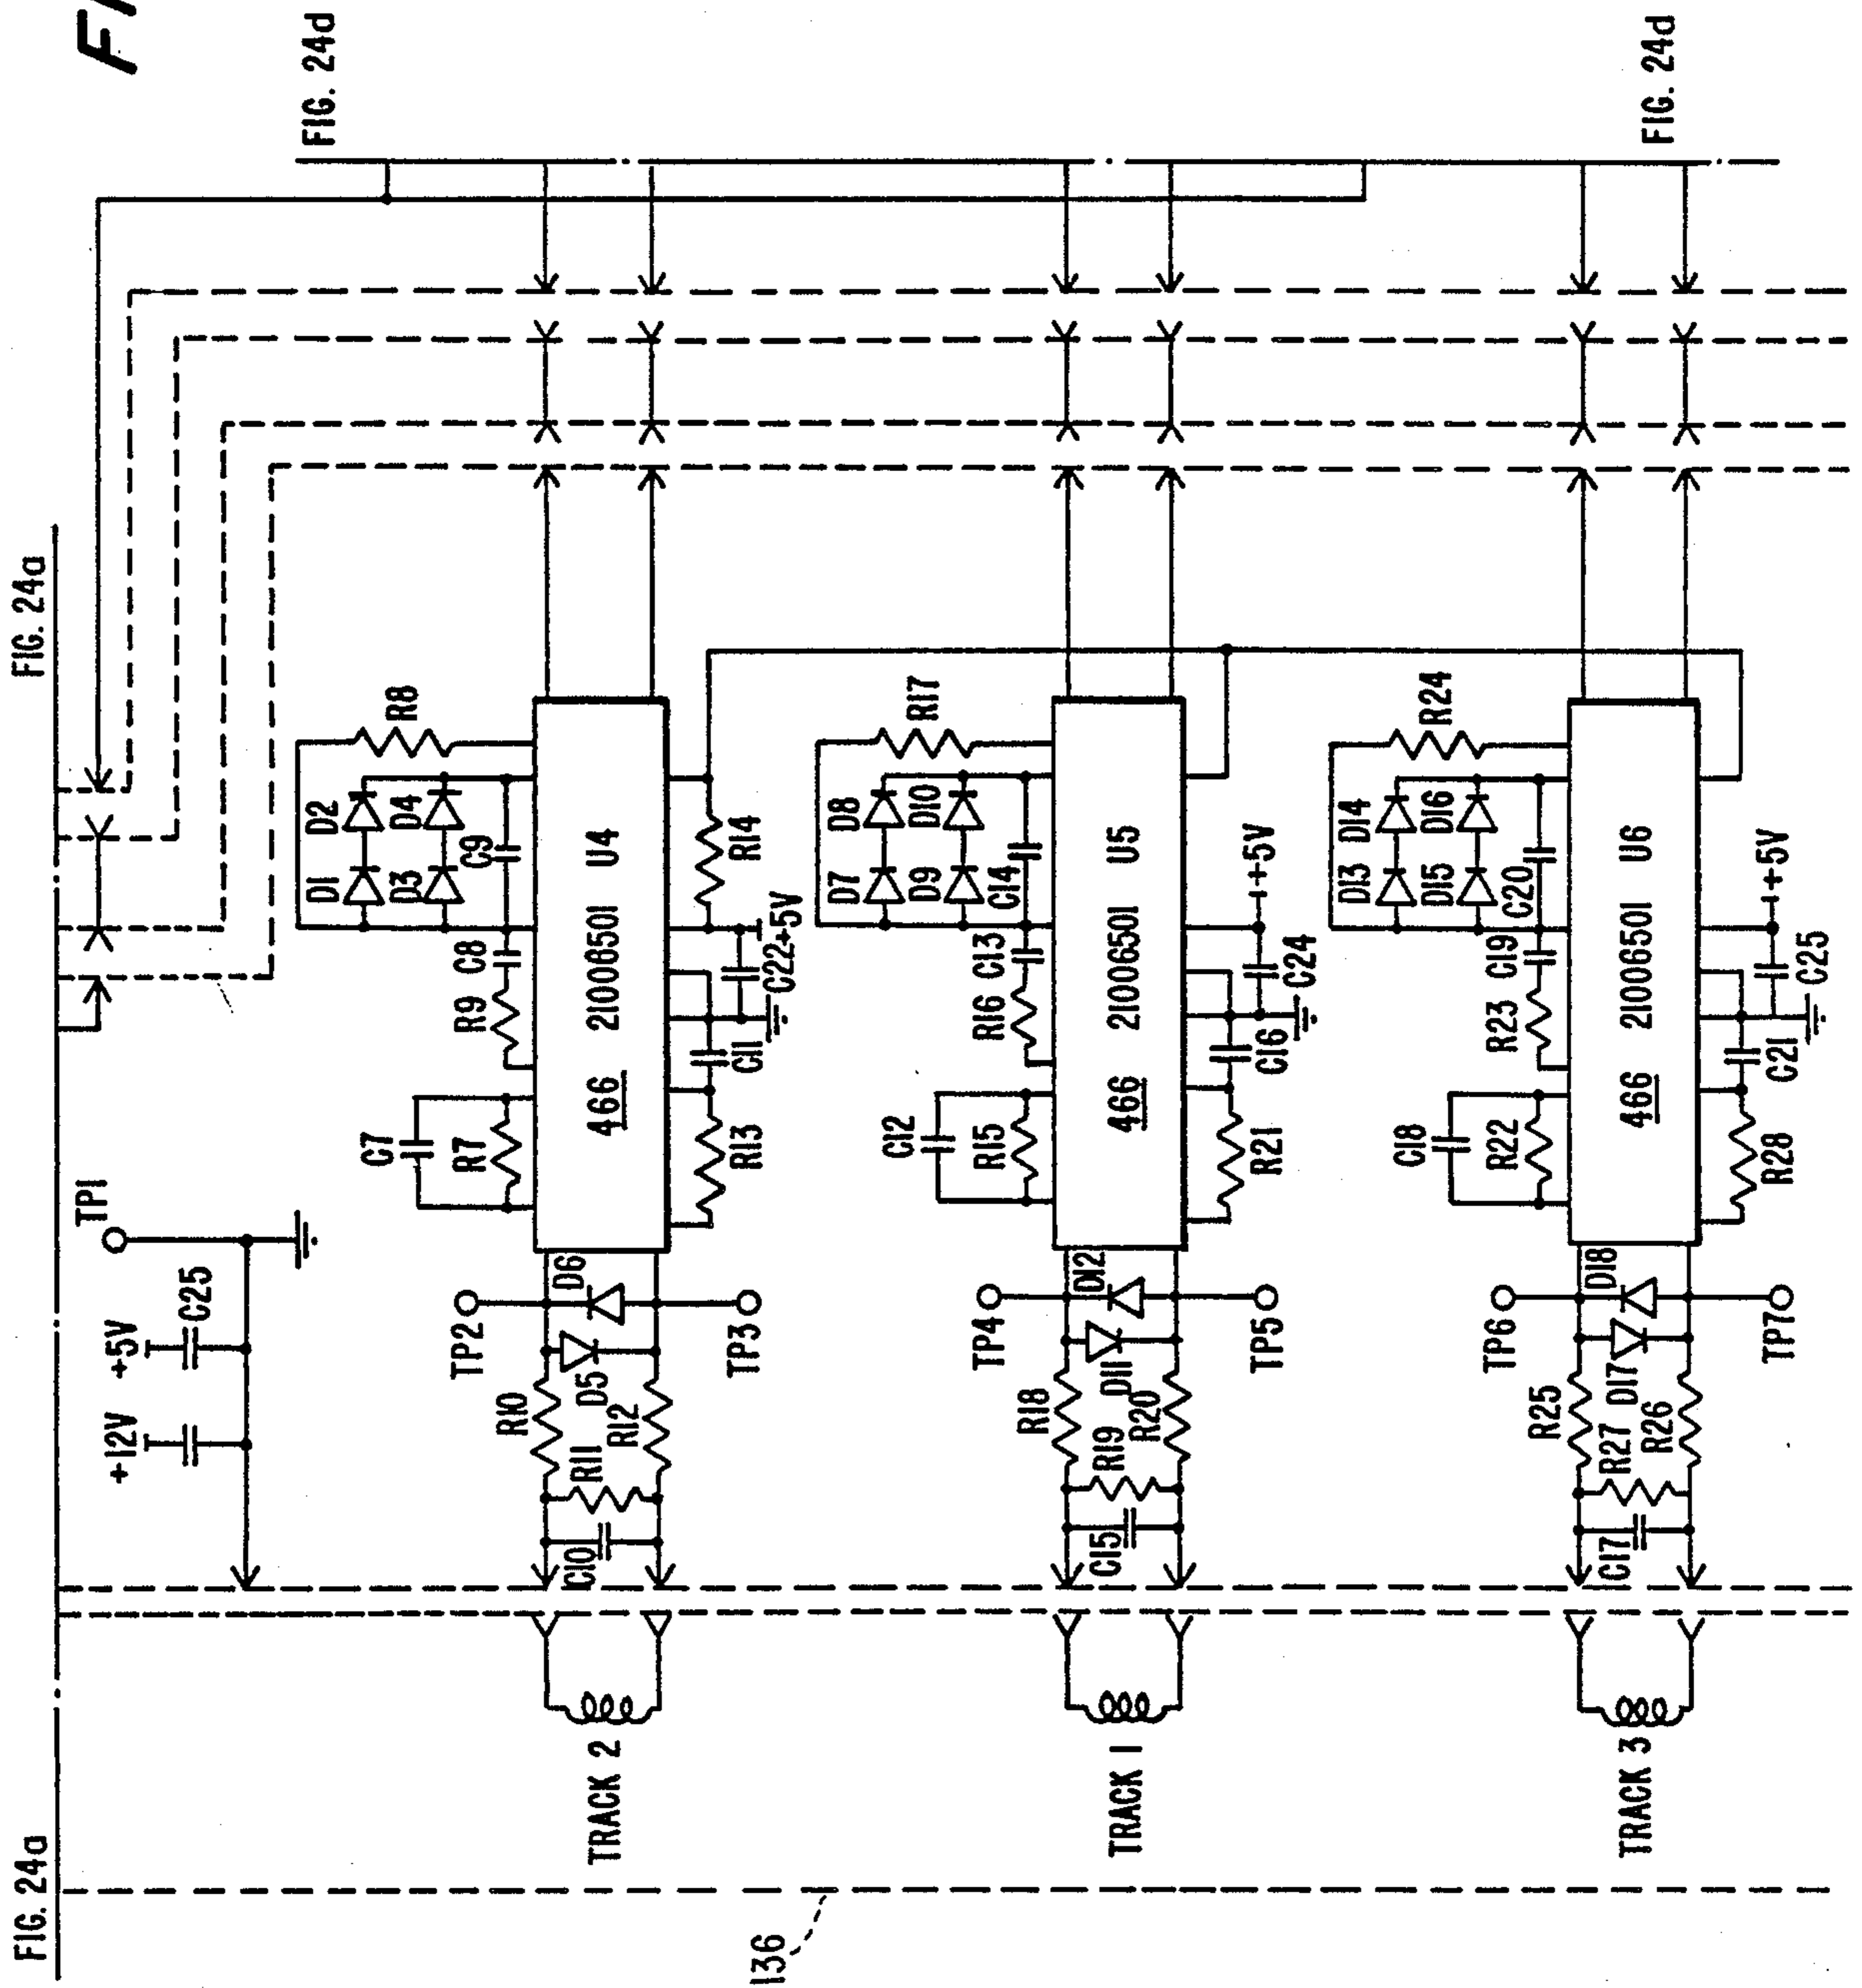 FIG. 24a
FIG. 24a
136
+12V
+5V
C25
TP1
TRACK 2
C10
R11
R10
R12
D5
D6
TP2
TP3
C7
R7
R9
C8
D1
D2
D3
D4
C9
R8
466 21006501 U4
R13
C11
C22
+5V
R14
TRACK 1
C15
R19
R18
R20
D11
D12
TP4
TP5
C12
R15
R16
C13
D7
D8
D9
D10
C14
R17
466 21006501 U5
R21
C16
C24
+5V
TRACK 3
C17
R27
R25
R26
D17
D18
TP6
TP7
C18
R22
R23
C19
D13
D14
D15
D16
C20
R24
466 21006501 U6
R28
C21
C25
+5V
FIG. 24d
FIG. 24d